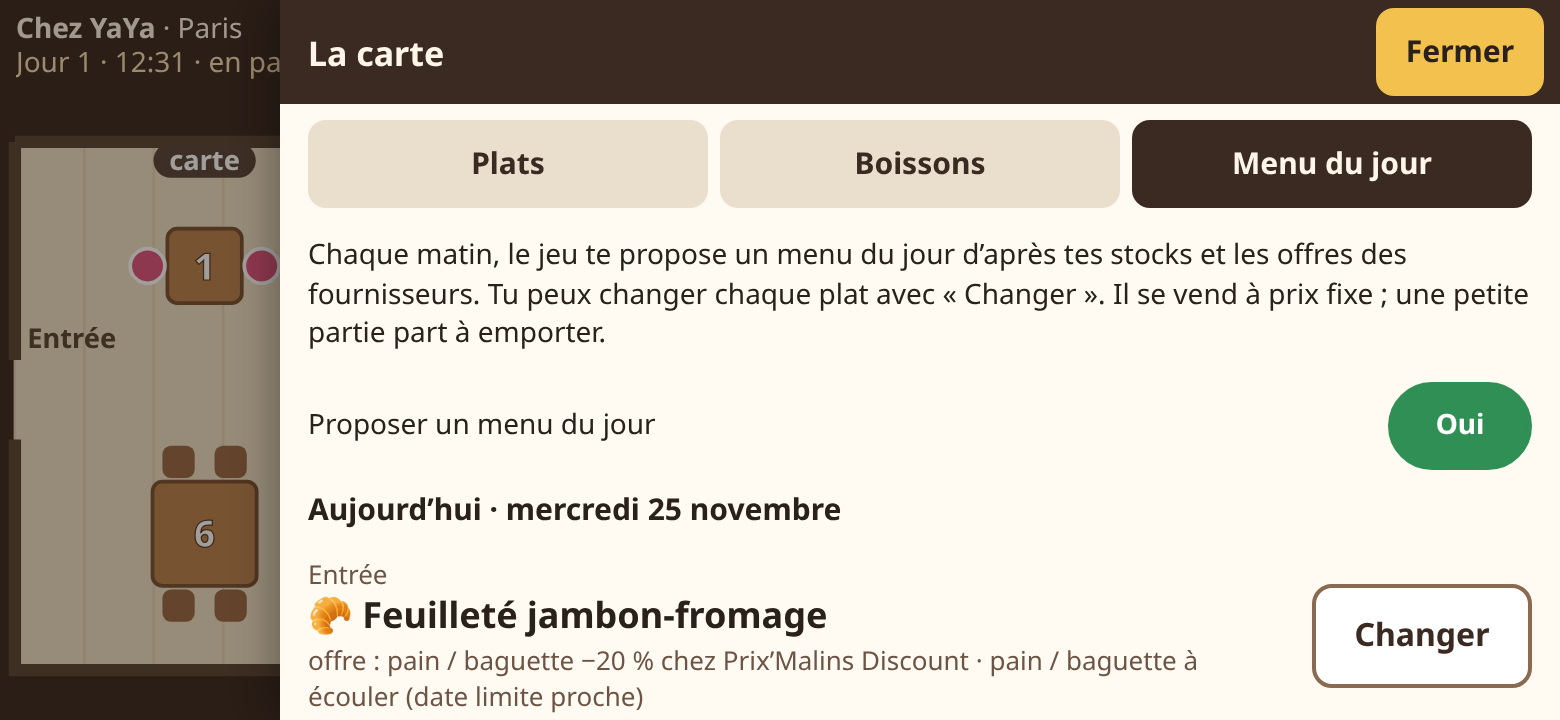 Chez YaYa · Paris
Jour 1 · 12:31 · en pa
carte
1
Entrée
6
La carte
Fermer
Plats
Boissons
Menu du jour
Chaque matin, le jeu te propose un menu du jour d’après tes stocks et les offres des
fournisseurs. Tu peux changer chaque plat avec « Changer ». Il se vend à prix fixe ; une petite
partie part à emporter.
Proposer un menu du jour
Oui
Aujourd’hui · mercredi 25 novembre
Entrée
Feuilleté jambon-fromage
offre : pain / baguette −20 % chez Prix’Malins Discount · pain / baguette à
écouler (date limite proche)
Changer